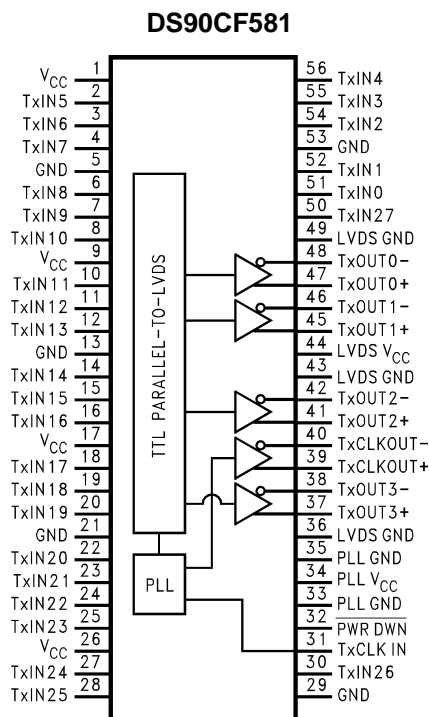 DS90CF581
VCC 1
TxIN5 2
TxIN6 3
TxIN7 4
GND 5
TxIN8 6
TxIN9 7
TxIN10 8
VCC 9
TxIN11 10
TxIN12 11
TxIN13 12
GND 13
TxIN14 14
TxIN15 15
TxIN16 16
VCC 17
TxIN17 18
TxIN18 19
TxIN19 20
GND 21
TxIN20 22
TxIN21 23
TxIN22 24
TxIN23 25
VCC 26
TxIN24 27
TxIN25 28
TTL PARALLEL-TO-LVDS
PLL
56 TxIN4
55 TxIN3
54 TxIN2
53 GND
52 TxIN1
51 TxIN0
50 TxIN27
49 LVDS GND
48 TxOUT0-
47 TxOUT0+
46 TxOUT1-
45 TxOUT1+
44 LVDS VCC
43 LVDS GND
42 TxOUT2-
41 TxOUT2+
40 TxCLKOUT-
39 TxCLKOUT+
38 TxOUT3-
37 TxOUT3+
36 LVDS GND
35 PLL GND
34 PLL VCC
33 PLL GND
32 PWR DWN
31 TxCLK IN
30 TxIN26
29 GND